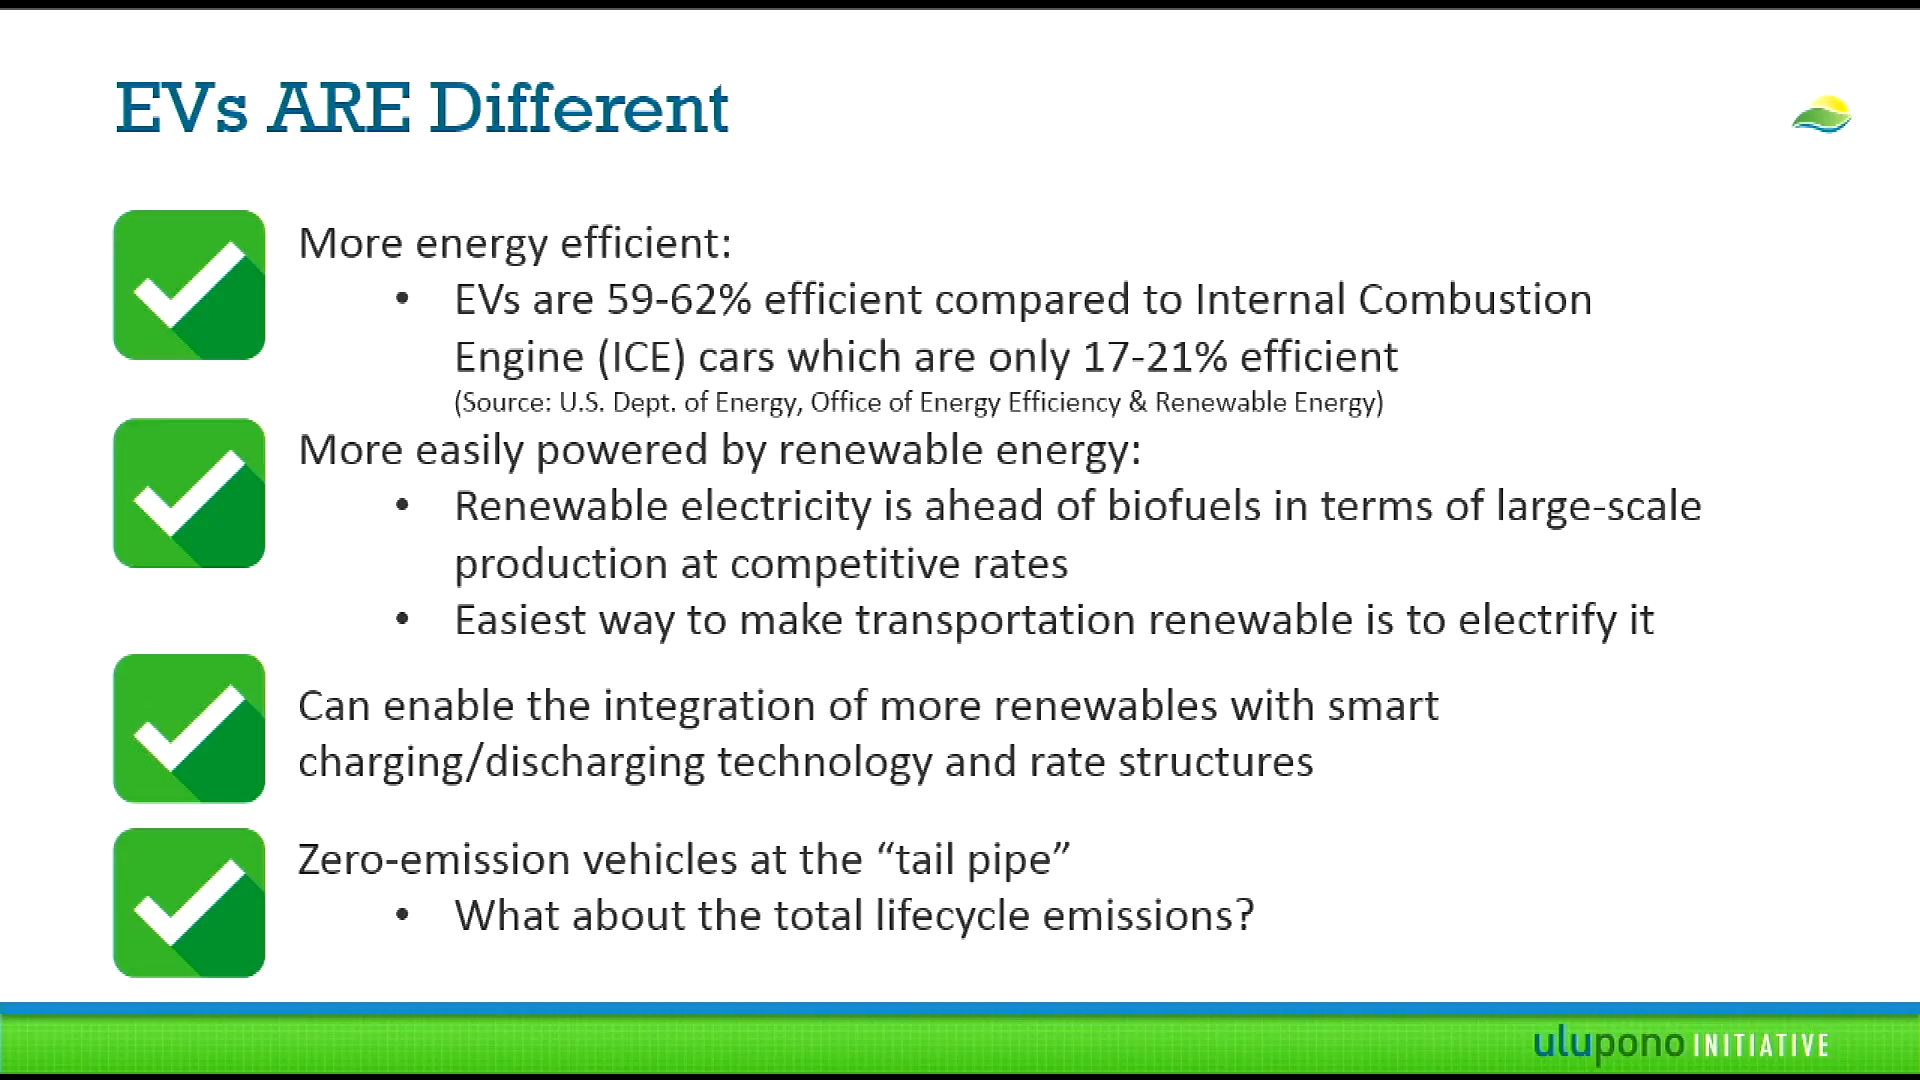 EVs ARE Different
More energy efficient:
• EVs are 59-62% efficient compared to Internal Combustion
Engine (ICE) cars which are only 17-21% efficient
(Source: U.S. Dept. of Energy, Office of Energy Efficiency & Renewable Energy)
More easily powered by renewable energy:
• Renewable electricity is ahead of biofuels in terms of large-scale
production at competitive rates
• Easiest way to make transportation renewable is to electrify it
Can enable the integration of more renewables with smart
charging/discharging technology and rate structures
Zero-emission vehicles at the “tail pipe”
• What about the total lifecycle emissions?
ulupono INITIATIVE